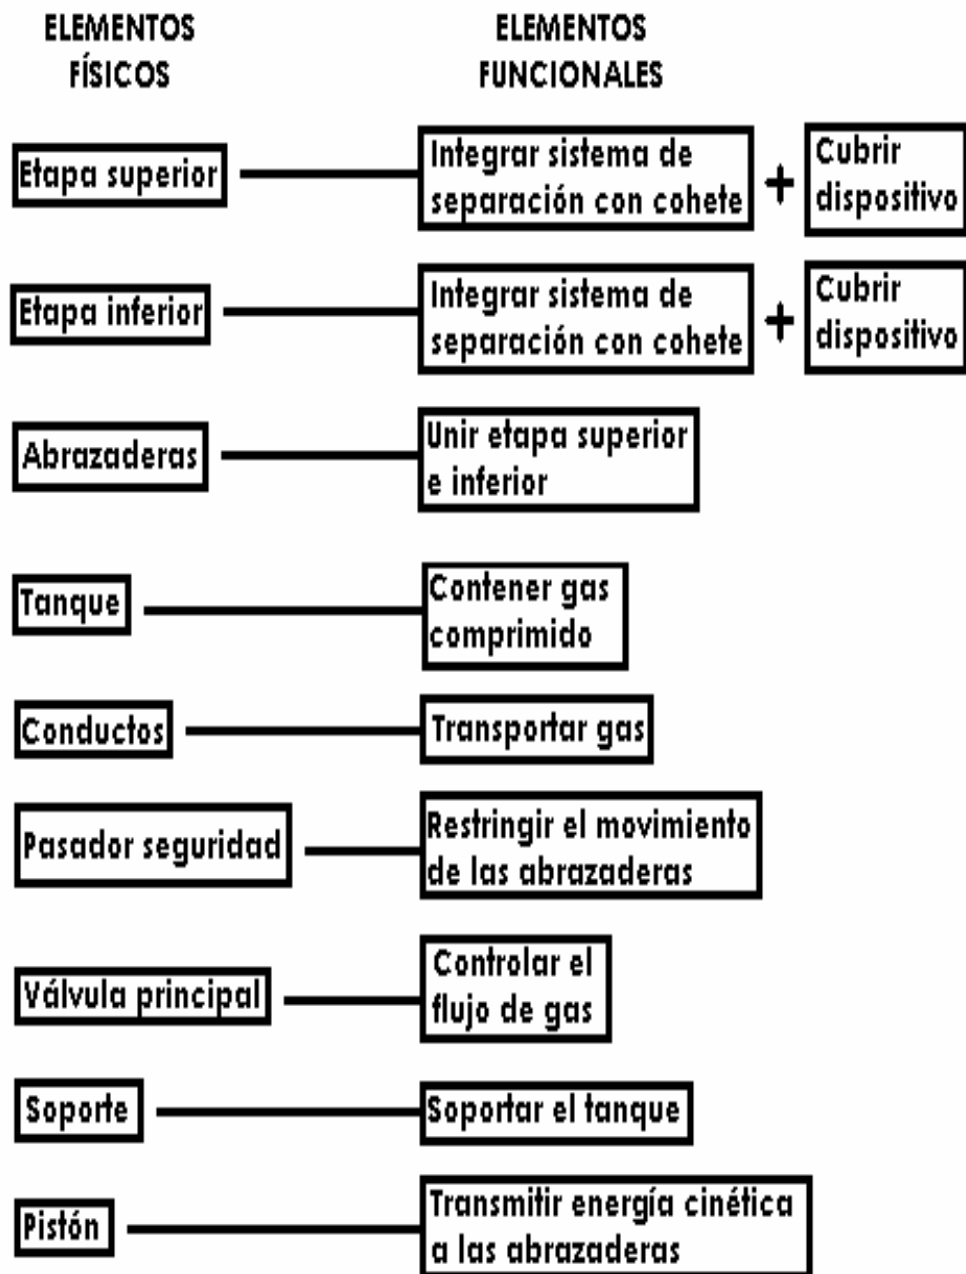 ELEMENTOS
FÍSICOS
ELEMENTOS
FUNCIONALES
Etapa superior
Integrar sistema de
separación con cohete
+
Cubrir
dispositivo
Etapa inferior
Integrar sistema de
separación con cohete
+
Cubrir
dispositivo
Abrazaderas
Unir etapa superior
e inferior
Tanque
Contener gas
comprimido
Conductos
Transportar gas
Pasador seguridad
Restringir el movimiento
de las abrazaderas
Válvula principal
Controlar el
flujo de gas
Soporte
Soportar el tanque
Pistón
Transmitir energía cinética
a las abrazaderas